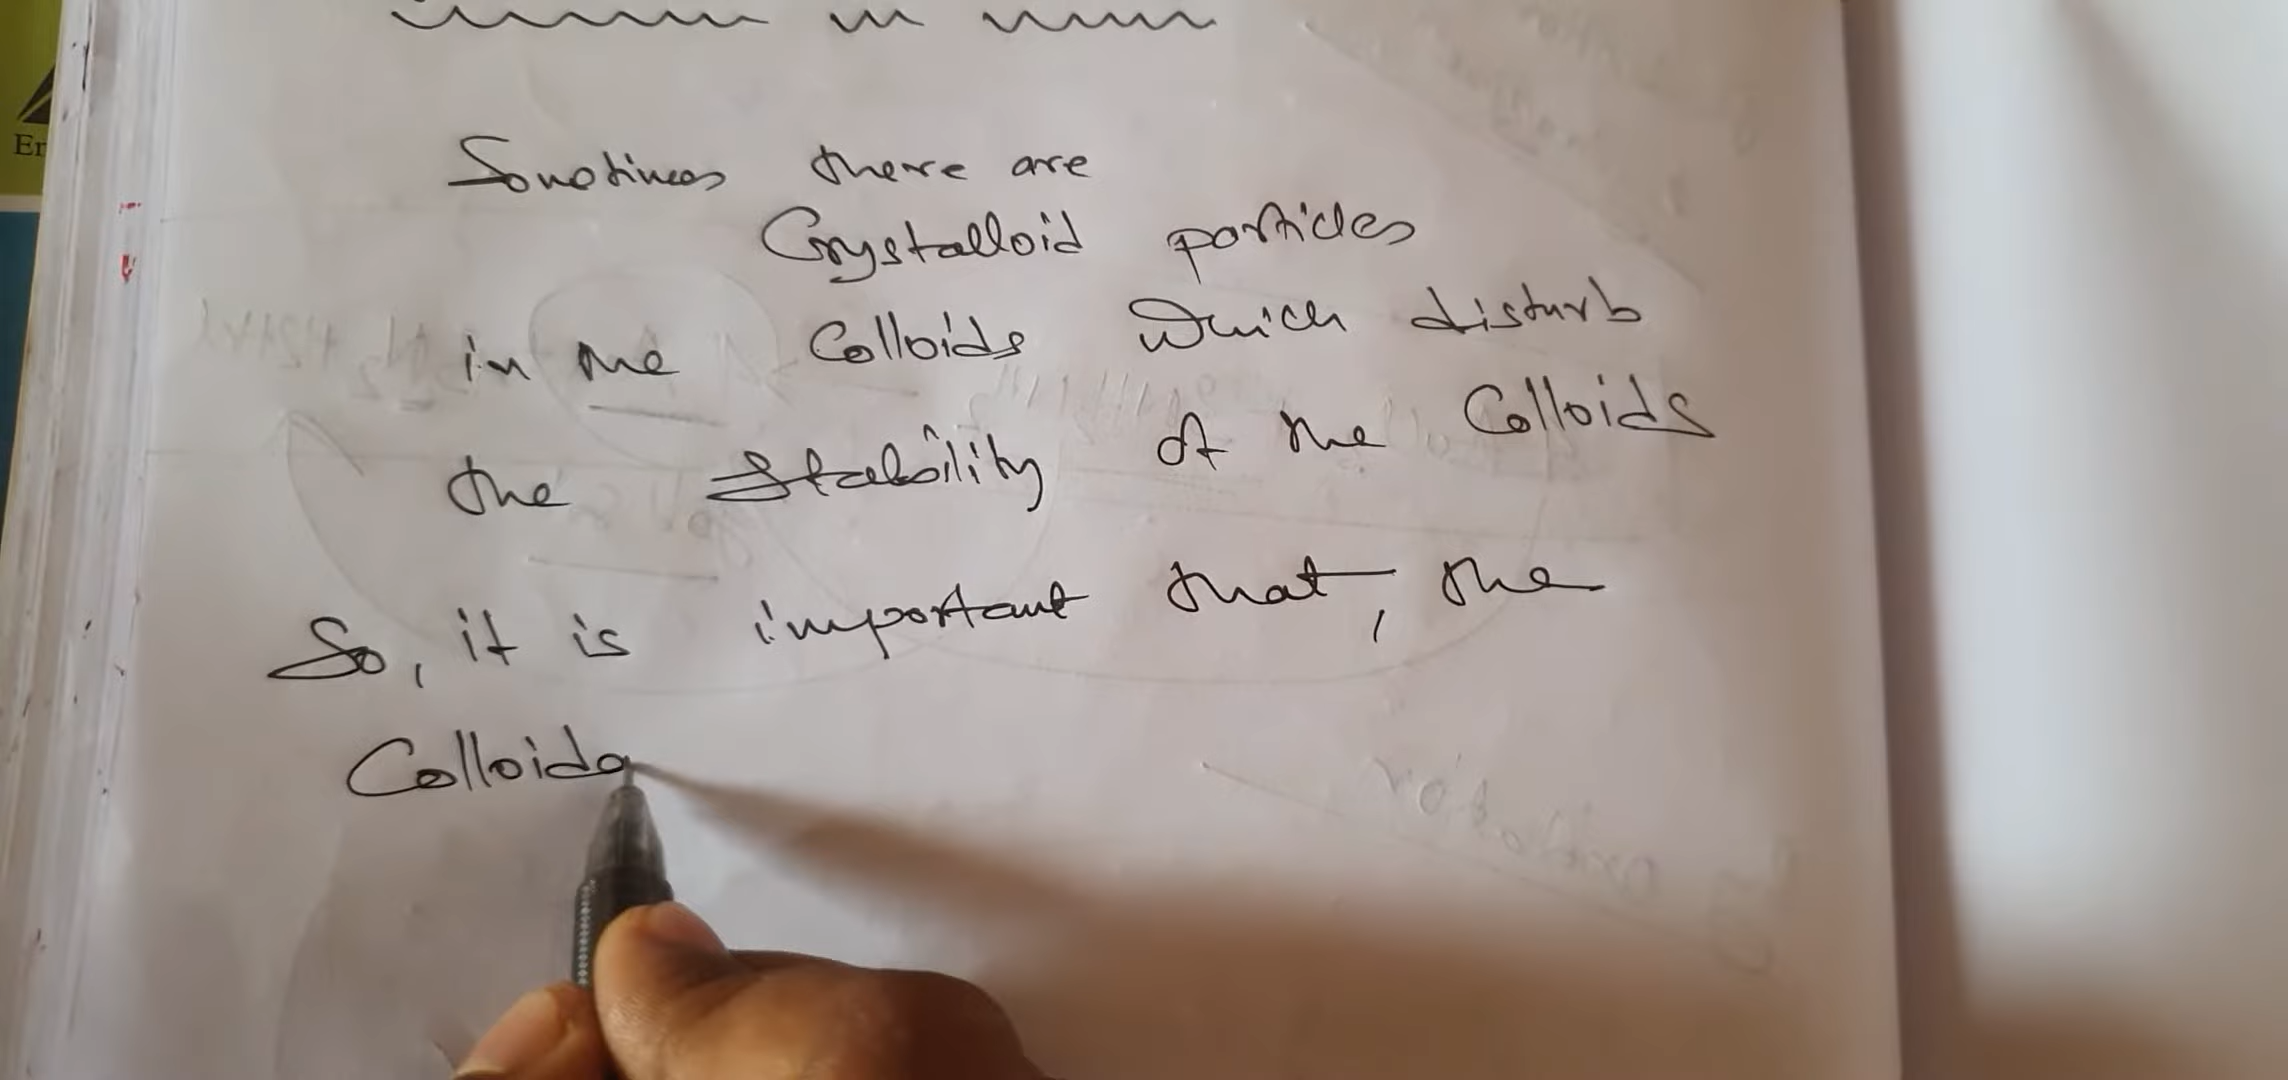 Sometimes there are
Crystalloid particles
in the Colloids which disturb
the stability of the Colloids
So, it is important that, the
Colloida